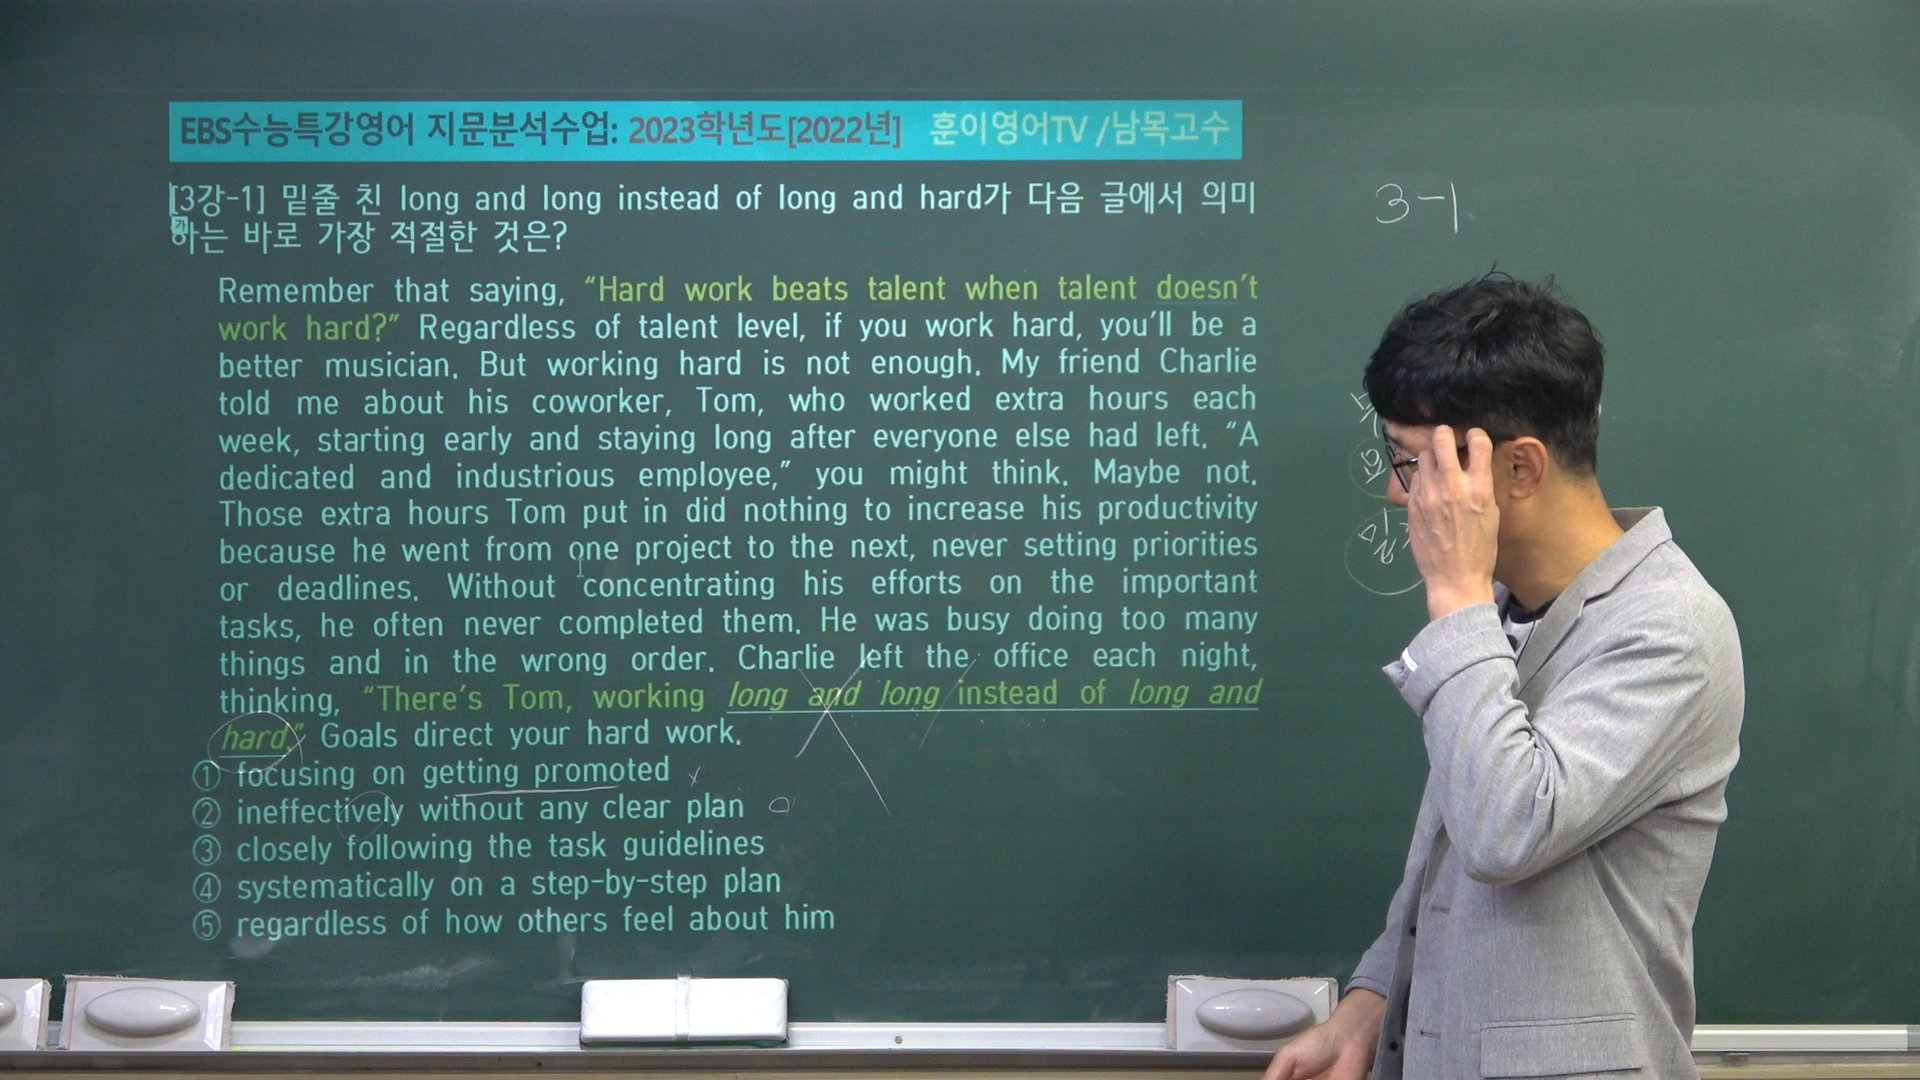 EBS수능특강영어 지문분석수업: 2023학년도[2022년] 훈이영어TV /남목고수
[3강-1] 밑줄 친 long and long instead of long and hard가 다음 글에서 의미
하는 바로 가장 적절한 것은?
Remember that saying, “Hard work beats talent when talent doesn’t
work hard?” Regardless of talent level, if you work hard, you’ll be a
better musician. But working hard is not enough. My friend Charlie
told me about his coworker, Tom, who worked extra hours each
week, starting early and staying long after everyone else had left. “A
dedicated and industrious employee,” you might think. Maybe not.
Those extra hours Tom put in did nothing to increase his productivity
because he went from one project to the next, never setting priorities
or deadlines. Without concentrating his efforts on the important
tasks, he often never completed them. He was busy doing too many
things and in the wrong order. Charlie left the office each night,
thinking, “There’s Tom, working long and long instead of long and
hard.” Goals direct your hard work.
① focusing on getting promoted x
② ineffectively without any clear plan
③ closely following the task guidelines
④ systematically on a step-by-step plan
⑤ regardless of how others feel about him
3-1